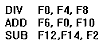 DIV F0, F4, F8
ADD F6, F0, F10
SUB F12,F14, F2